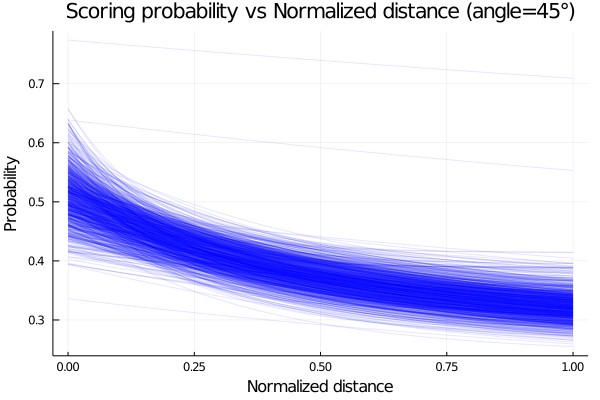 Scoring probability vs Normalized distance (angle=45°)
0.7
0.6
0.5
0.4
0.3
Probability
0.00 0.25 0.50 0.75 1.00
Normalized distance